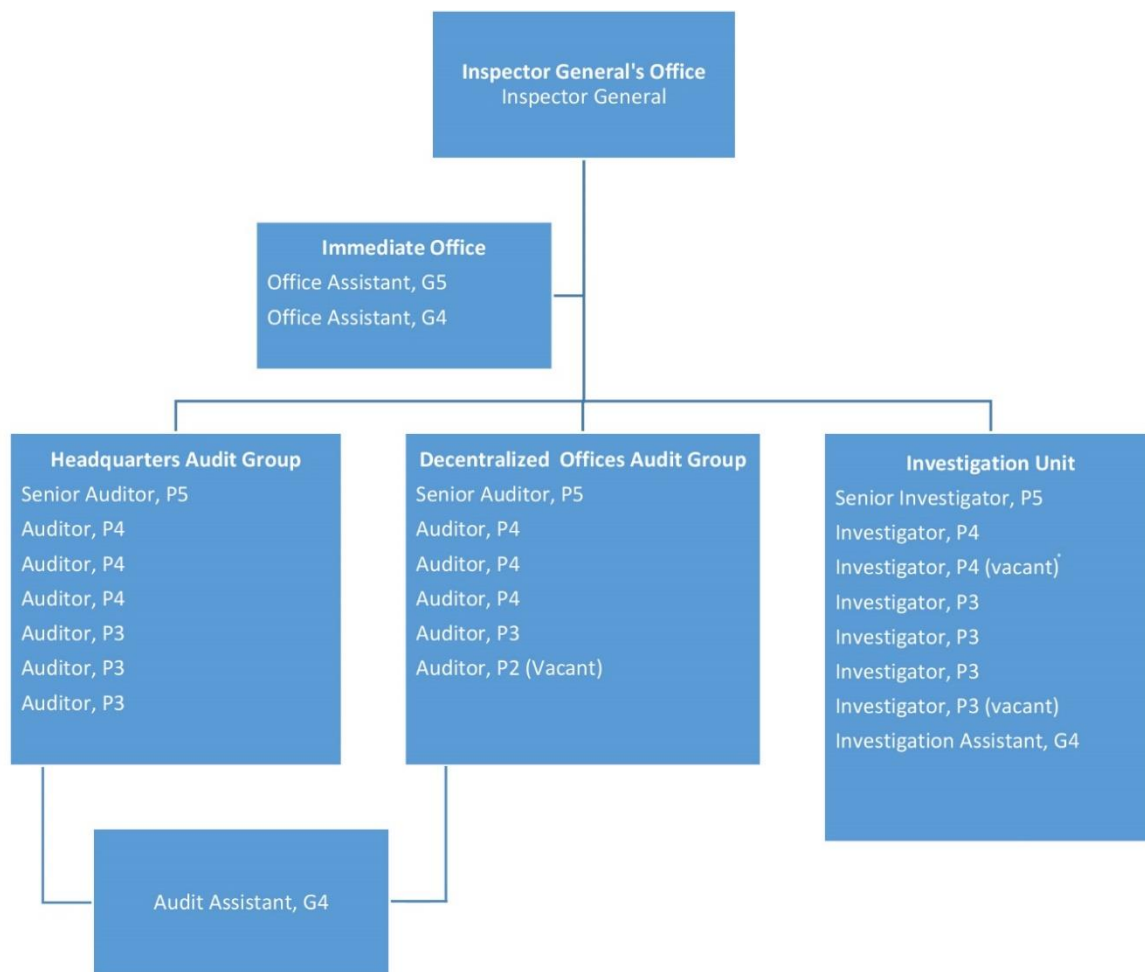 Inspector General's Office
Inspector General
Immediate Office
Office Assistant, G5
Office Assistant, G4
Headquarters Audit Group
Senior Auditor, P5
Auditor, P4
Auditor, P4
Auditor, P4
Auditor, P3
Auditor, P3
Auditor, P3
Decentralized Offices Audit Group
Senior Auditor, P5
Auditor, P4
Auditor, P4
Auditor, P4
Auditor, P3
Auditor, P2 (Vacant)
Investigation Unit
Senior Investigator, P5
Investigator, P4
Investigator, P4 (vacant)*
Investigator, P3
Investigator, P3
Investigator, P3
Investigator, P3 (vacant)
Investigation Assistant, G4
Audit Assistant, G4